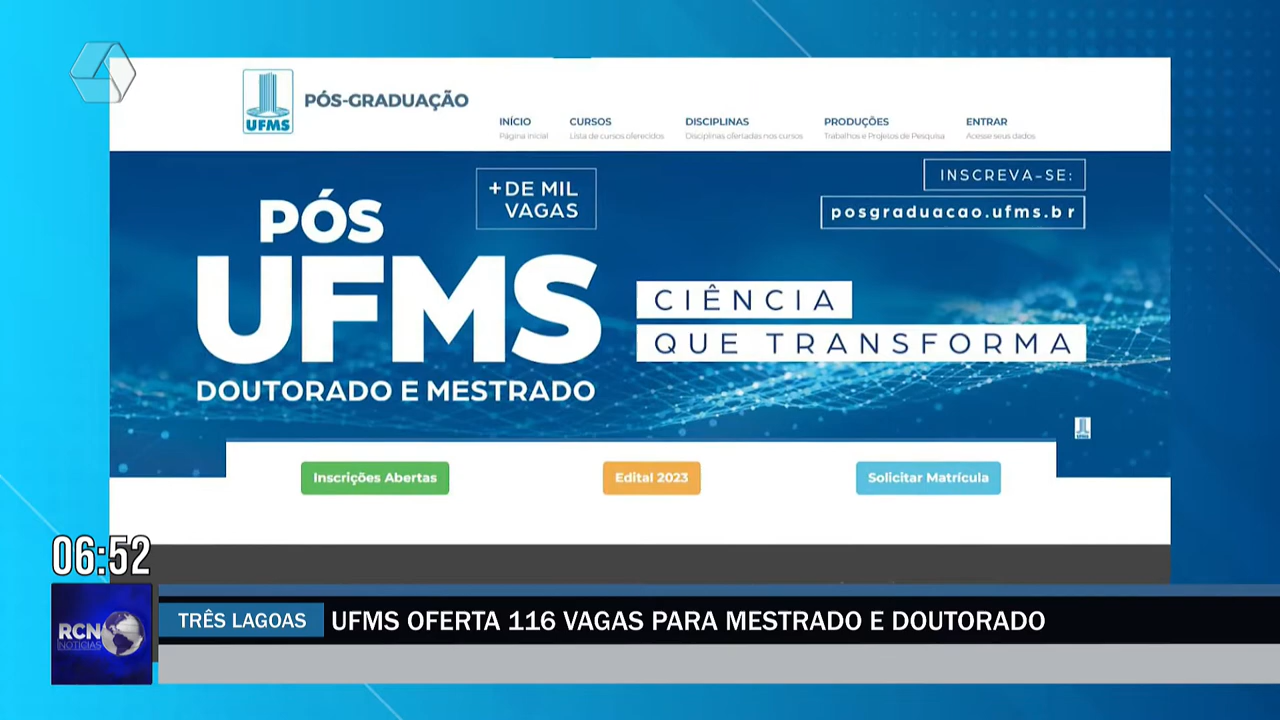 UFMS
PÓS-GRADUAÇÃO
INÍCIO
Página inicial
CURSOS
Lista de cursos oferecidos
DISCIPLINAS
Disciplinas ofertadas nos cursos
PRODUÇÕES
Trabalhos e Projetos de Pesquisa
ENTRAR
Acesse seus dados
+DE MIL
VAGAS
INSCREVA-SE:
posgraduacao.ufms.br
PÓS
UFMS
DOUTORADO E MESTRADO
CIÊNCIA
QUE TRANSFORMA
Inscrições Abertas
Edital 2023
Solicitar Matrícula
06:52
RCN
NOTÍCIAS
TRÊS LAGOAS
UFMS OFERTA 116 VAGAS PARA MESTRADO E DOUTORADO